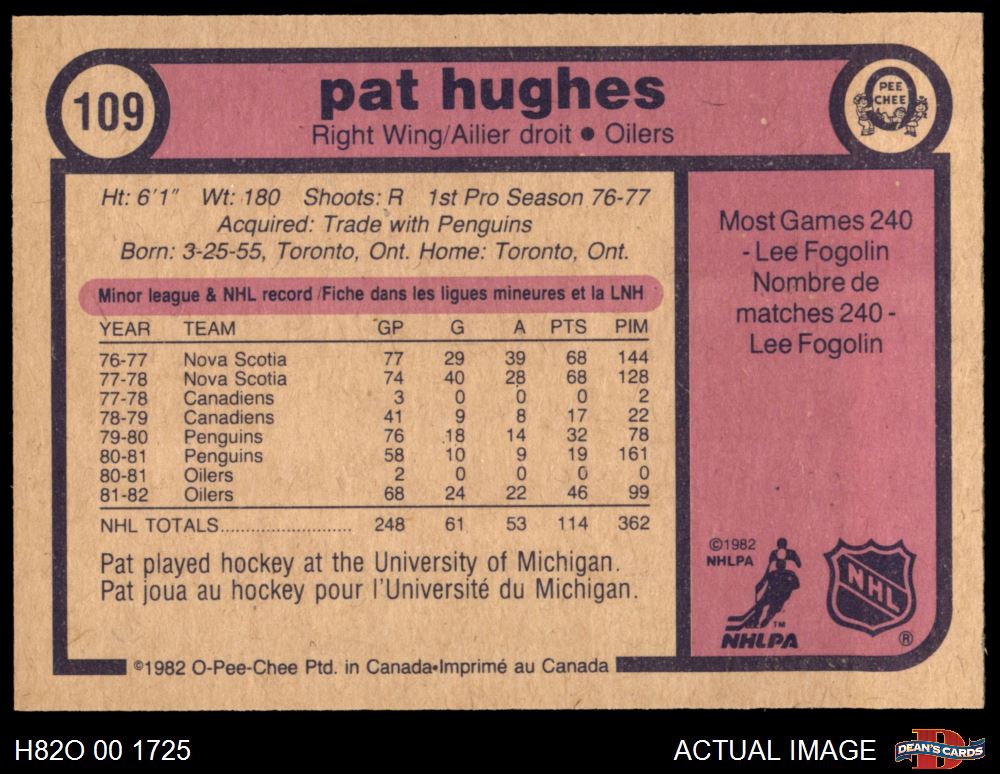 109
pat hughes
Right Wing/Ailier droit • Oilers
PEE
CHEE
Ht: 6'1" Wt: 180 Shoots: R 1st Pro Season 76-77
Acquired: Trade with Penguins
Born: 3-25-55, Toronto, Ont. Home: Toronto, Ont.
Minor league & NHL record/Fiche dans les ligues mineures et la LNH
YEAR TEAM GP G A PTS PIM
76-77 Nova Scotia 77 29 39 68 144
77-78 Nova Scotia 74 40 28 68 128
77-78 Canadiens 3 0 0 0 2
78-79 Canadiens 41 9 8 17 22
79-80 Penguins 76 18 14 32 78
80-81 Penguins 58 10 9 19 161
80-81 Oilers 2 0 0 0 0
81-82 Oilers 68 24 22 46 99
NHL TOTALS.......................... 248 61 53 114 362
Pat played hockey at the University of Michigan.
Pat joua au hockey pour l'Université du Michigan.
©1982 O-Pee-Chee Ptd. in Canada•Imprimé au Canada
Most Games 240
- Lee Fogolin
Nombre de
matches 240 -
Lee Fogolin
©1982
NHLPA
TM
NHLPA
NHL
®
H82O 00 1725
ACTUAL IMAGE
D
DEAN'S CARDS